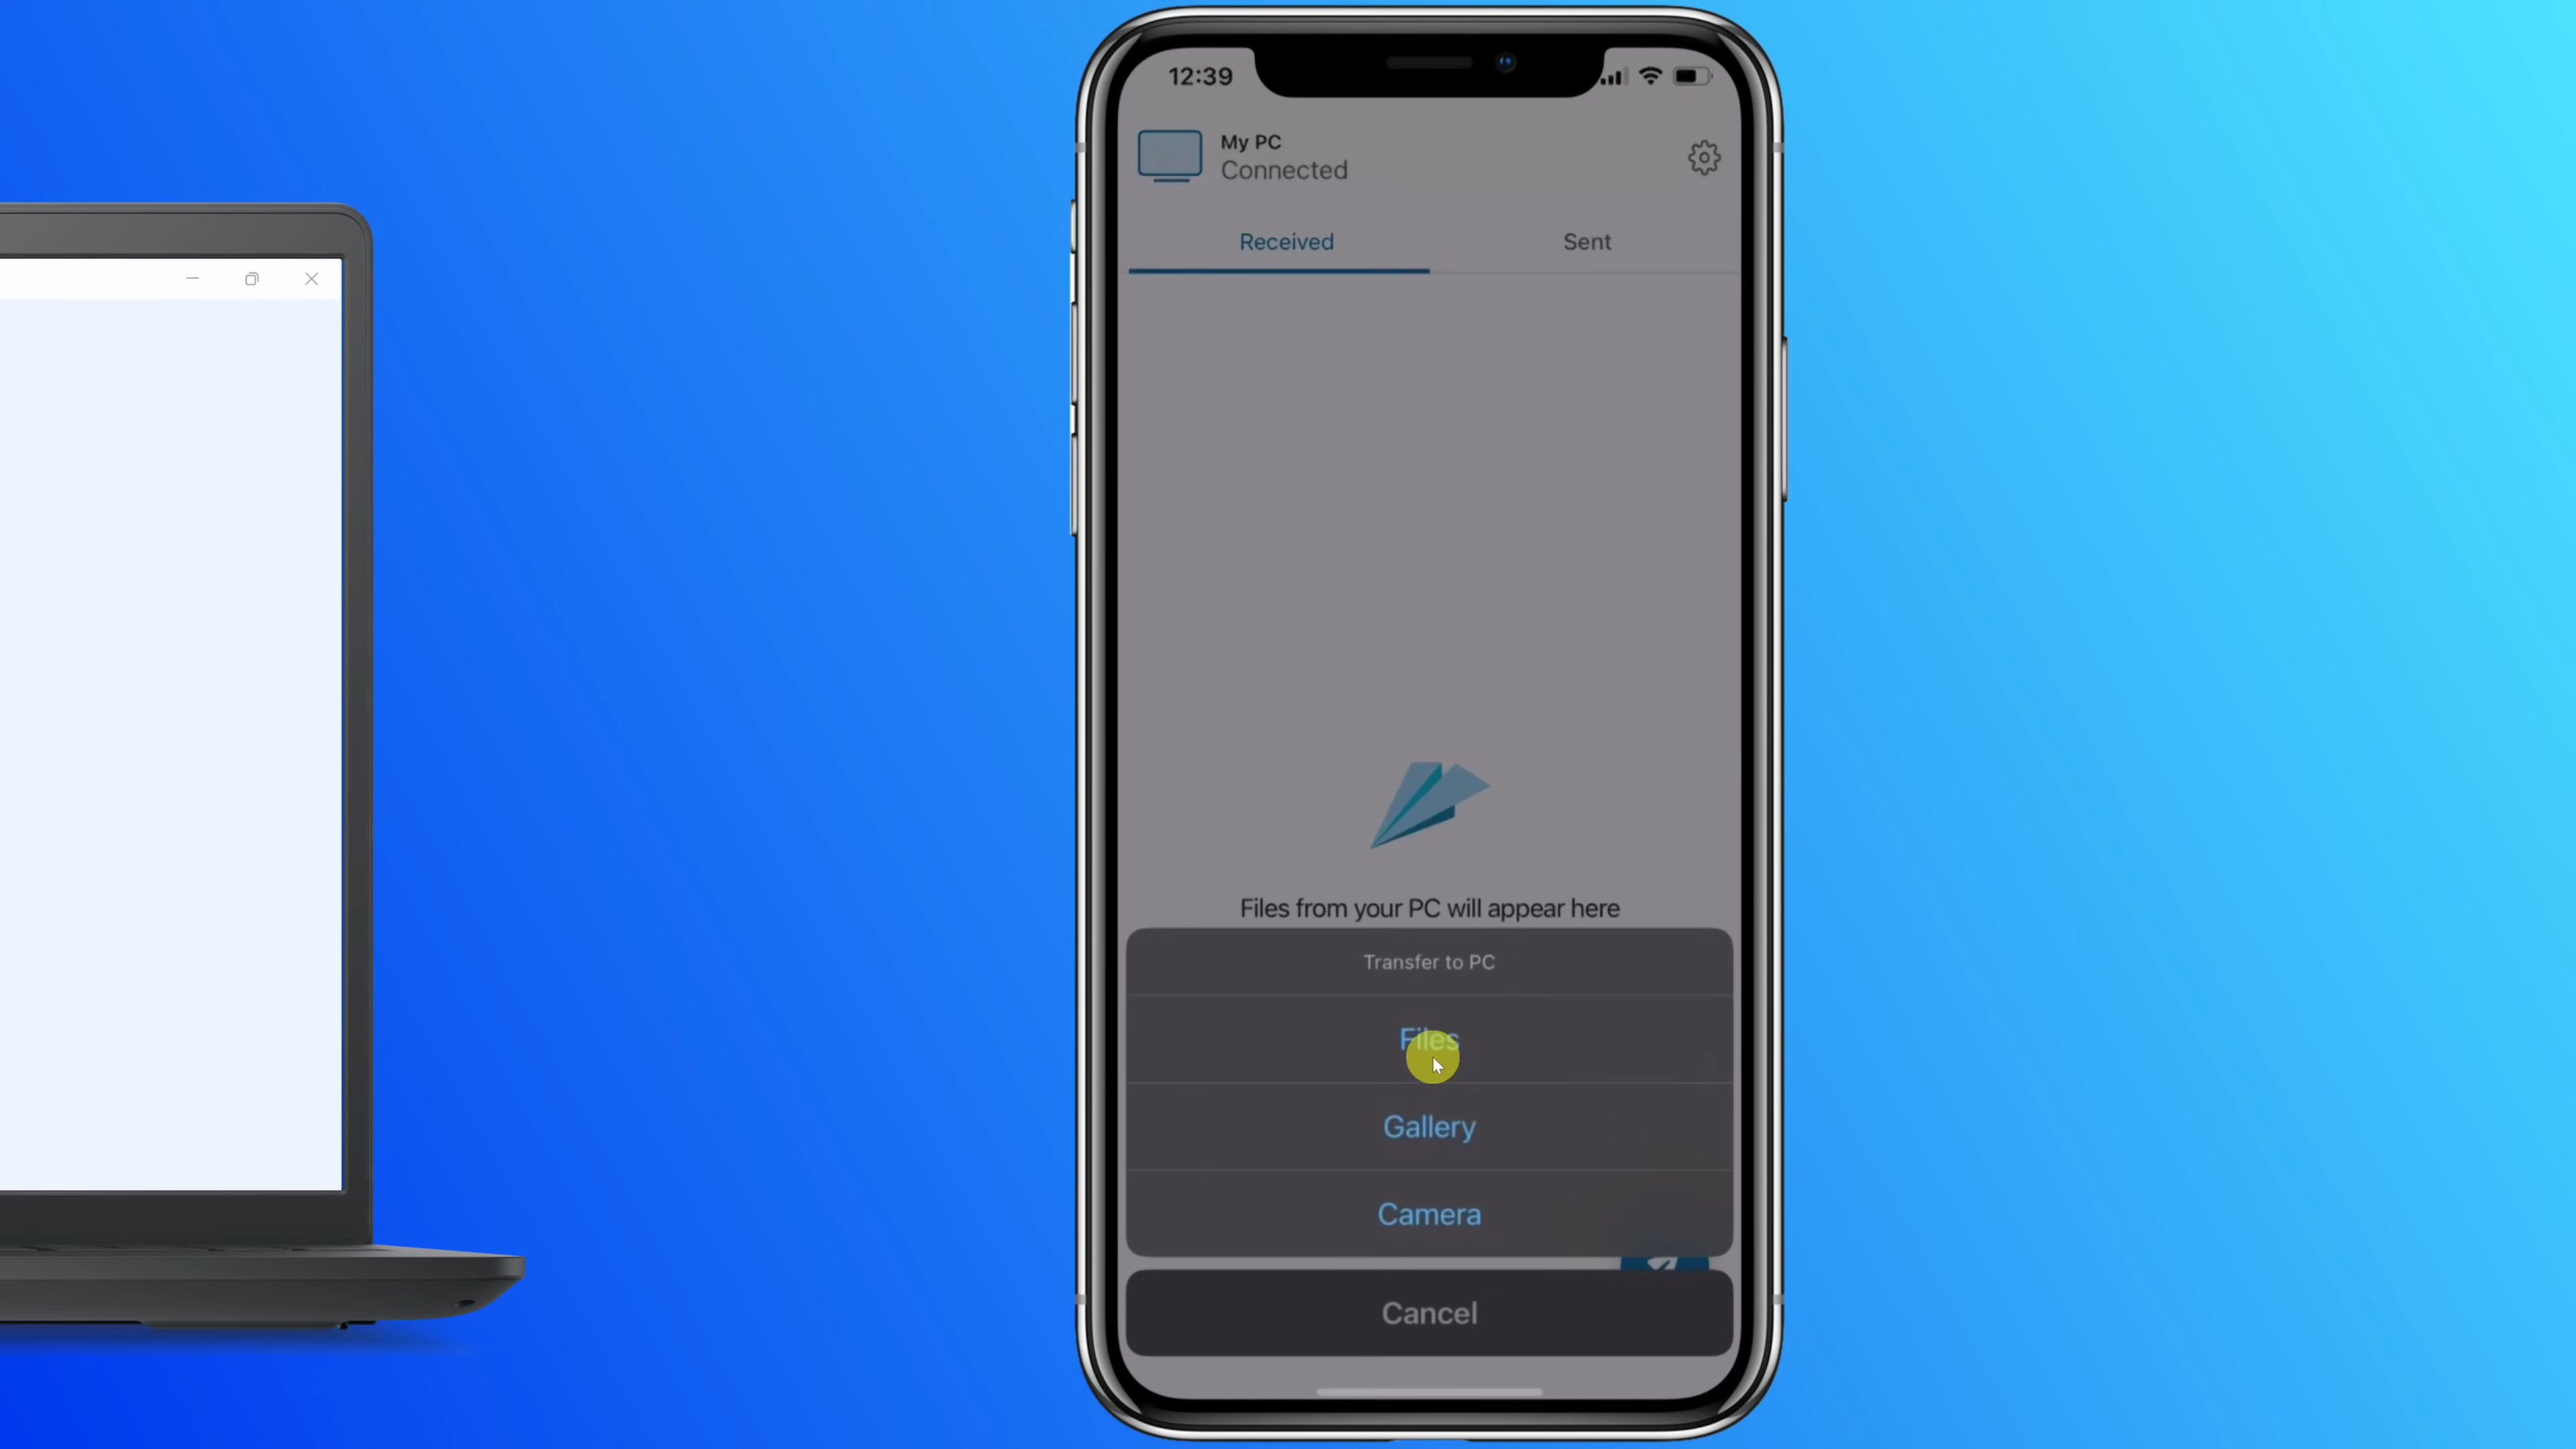 12:39
My PC
Connected
Received
Sent
Files from your PC will appear here
Transfer to PC
Files
Gallery
Camera
Cancel